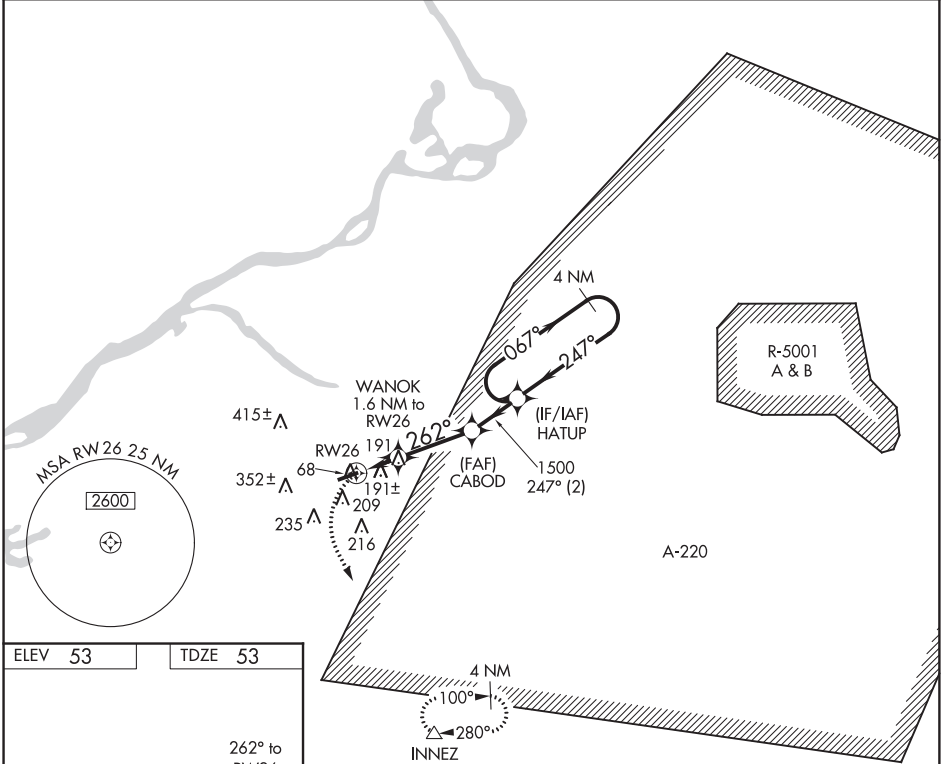 4 NM
067°
247°
R-5001
A & B
WANOK
1.6 NM to
RW26
415±
262°
(IF/IAF)
HATUP
RW26
191
68
(FAF)
CABOD
1500
247° (2)
MSA RW 26 25 NM
2600
352±
191±
209
235
216
A-220
ELEV 53
TDZE 53
4 NM
100°
280°
INNEZ
262° to